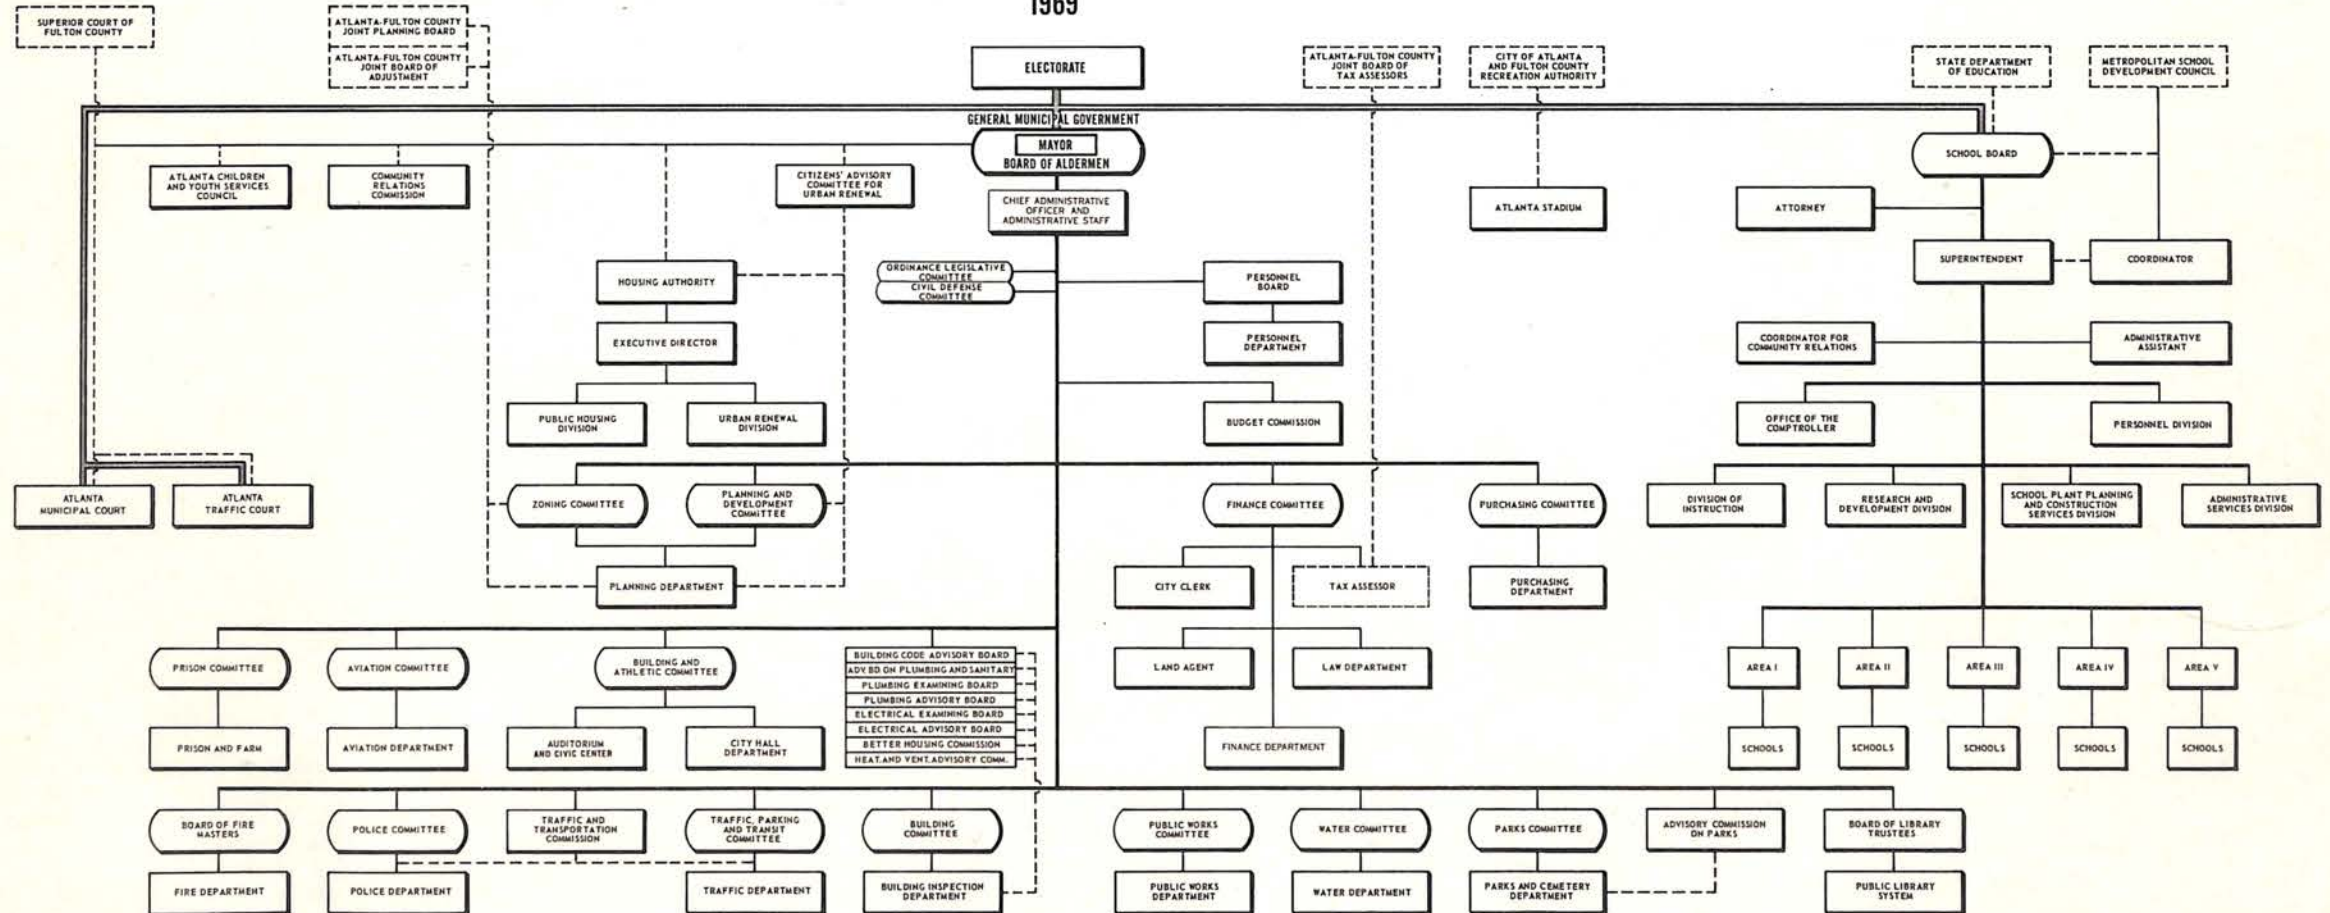 1969
SUPERIOR COURT OF
FULTON COUNTY
ATLANTA-FULTON COUNTY
JOINT PLANNING BOARD
ATLANTA-FULTON COUNTY
JOINT BOARD OF
ADJUSTMENT
ELECTORATE
ATLANTA-FULTON COUNTY
JOINT BOARD OF
TAX ASSESSORS
CITY OF ATLANTA
AND FULTON COUNTY
RECREATION AUTHORITY
STATE DEPARTMENT
OF EDUCATION
METROPOLITAN SCHOOL
DEVELOPMENT COUNCIL
GENERAL MUNICIPAL GOVERNMENT
MAYOR
BOARD OF ALDERMEN
SCHOOL BOARD
ATLANTA CHILDREN
AND YOUTH SERVICES
COUNCIL
COMMUNITY
RELATIONS
COMMISSION
CITIZENS' ADVISORY
COMMITTEE FOR
URBAN RENEWAL
CHIEF ADMINISTRATIVE
OFFICER AND
ADMINISTRATIVE STAFF
ATLANTA STADIUM
ATTORNEY
SUPERINTENDENT
COORDINATOR
HOUSING AUTHORITY
ORDINANCE LEGISLATIVE
COMMITTEE
CIVIL DEFENSE
COMMITTEE
PERSONNEL
BOARD
EXECUTIVE DIRECTOR
PERSONNEL
DEPARTMENT
COORDINATOR FOR
COMMUNITY RELATIONS
ADMINISTRATIVE
ASSISTANT
PUBLIC HOUSING
DIVISION
URBAN RENEWAL
DIVISION
BUDGET COMMISSION
OFFICE OF THE
COMPTROLLER
PERSONNEL DIVISION
ATLANTA
MUNICIPAL COURT
ATLANTA
TRAFFIC COURT
ZONING COMMITTEE
PLANNING AND
DEVELOPMENT
COMMITTEE
FINANCE COMMITTEE
PURCHASING COMMITTEE
DIVISION OF
INSTRUCTION
RESEARCH AND
DEVELOPMENT DIVISION
SCHOOL PLANT PLANNING
AND CONSTRUCTION
SERVICES DIVISION
ADMINISTRATIVE
SERVICES DIVISION
PLANNING DEPARTMENT
CITY CLERK
TAX ASSESSOR
PURCHASING
DEPARTMENT
PRISON COMMITTEE
AVIATION COMMITTEE
BUILDING AND
ATHLETIC COMMITTEE
BUILDING CODE ADVISORY BOARD
ADV BD ON PLUMBING AND SANITARY
PLUMBING EXAMINING BOARD
PLUMBING ADVISORY BOARD
ELECTRICAL EXAMINING BOARD
ELECTRICAL ADVISORY BOARD
BETTER HOUSING COMMISSION
HEAT. AND VENT. ADVISORY COMM.
LAND AGENT
LAW DEPARTMENT
AREA I
AREA II
AREA III
AREA IV
AREA V
PRISON AND FARM
AVIATION DEPARTMENT
AUDITORIUM
AND CIVIC CENTER
CITY HALL
DEPARTMENT
FINANCE DEPARTMENT
SCHOOLS
SCHOOLS
SCHOOLS
SCHOOLS
SCHOOLS
BOARD OF FIRE
MASTERS
POLICE COMMITTEE
TRAFFIC AND
TRANSPORTATION
COMMISSION
TRAFFIC, PARKING
AND TRANSIT
COMMITTEE
BUILDING
COMMITTEE
PUBLIC WORKS
COMMITTEE
WATER COMMITTEE
PARKS COMMITTEE
ADVISORY COMMISSION
ON PARKS
BOARD OF LIBRARY
TRUSTEES
FIRE DEPARTMENT
POLICE DEPARTMENT
TRAFFIC DEPARTMENT
BUILDING INSPECTION
DEPARTMENT
PUBLIC WORKS
DEPARTMENT
WATER DEPARTMENT
PARKS AND CEMETERY
DEPARTMENT
PUBLIC LIBRARY
SYSTEM